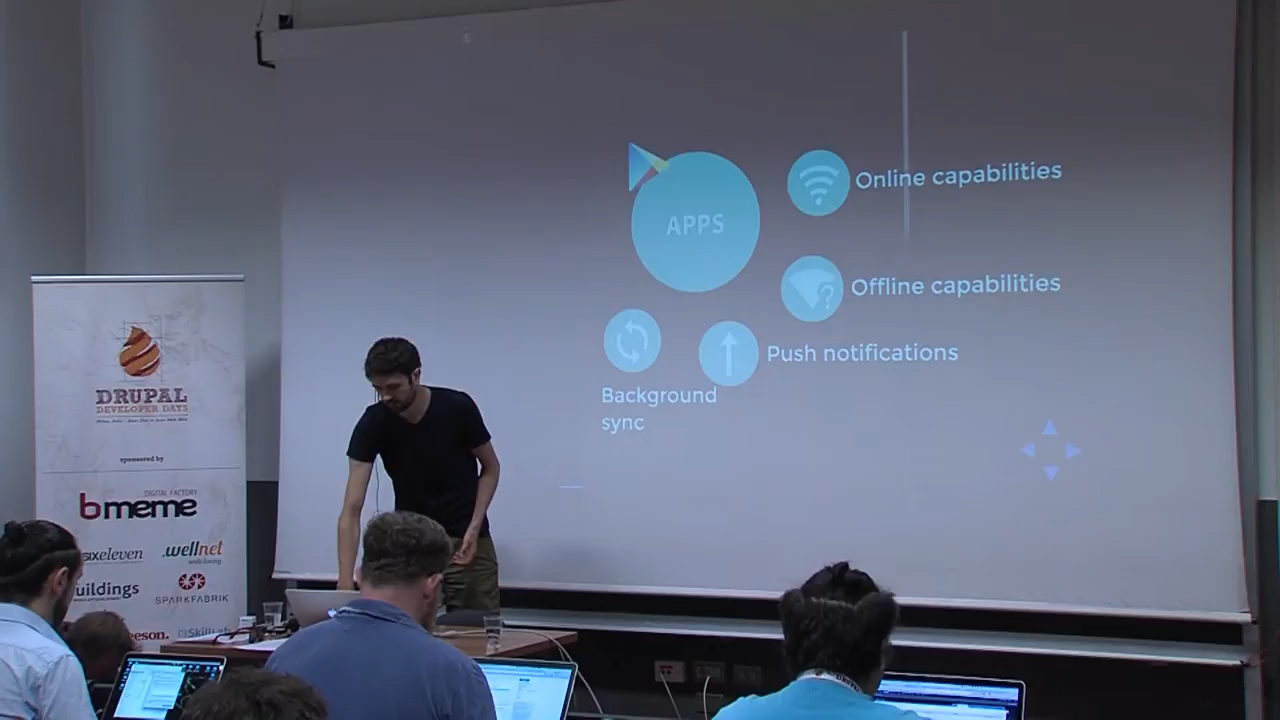 APPS
Online capabilities
Offline capabilities
Push notifications
Background
sync
DRUPAL
DEVELOPER DAYS
sponsored by
DIGITAL FACTORY
bmeme
sixeleven
.wellnet
uildings
SPARKFABRIK
eeson.